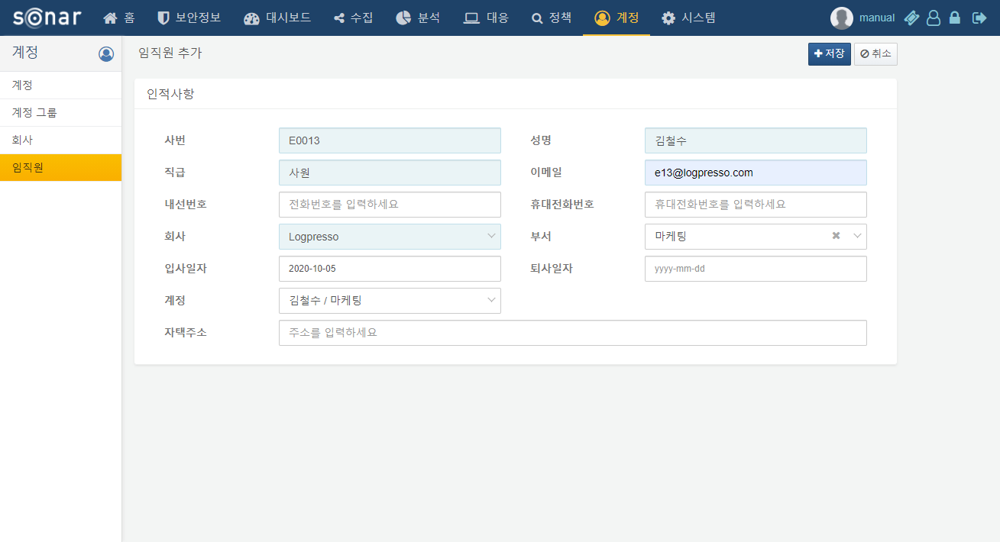 sonar 홈 보안정보 대시보드 수집 분석 대응 정책 계정 시스템 manual
계정
계정
계정 그룹
회사
임직원
임직원 추가 저장 취소
인적사항
사번 E0013 성명 김철수
직급 사원 이메일 e13@logpresso.com
내선번호 전화번호를 입력하세요 휴대전화번호 휴대전화번호를 입력하세요
회사 Logpresso 부서 마케팅
입사일자 2020-10-05 퇴사일자 yyyy-mm-dd
계정 김철수 / 마케팅
자택주소 주소를 입력하세요